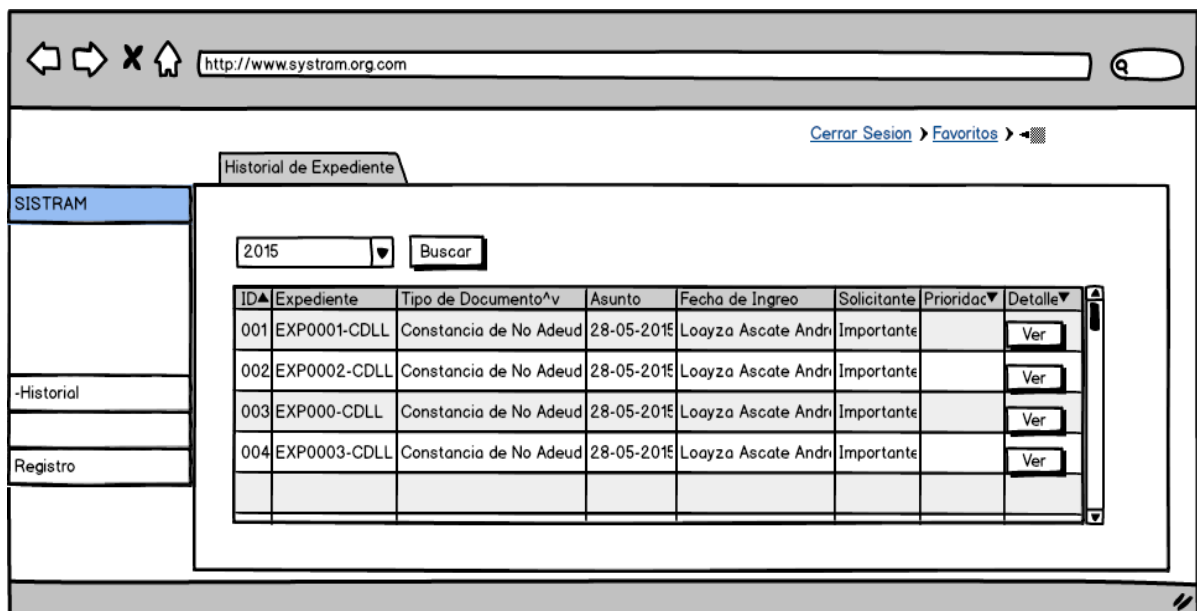 http://www.systram.org.com
Cerrar Sesion Favoritos
Historial de Expediente
SISTRAM
2015 Buscar
ID Expediente Tipo de Documento^v Asunto Fecha de Ingreo Solicitante Prioridac Detalle
001 EXP0001-CDLL Constancia de No Adeud 28-05-2015 Loayza Ascate Andr Importante Ver
002 EXP0002-CDLL Constancia de No Adeud 28-05-2015 Loayza Ascate Andr Importante Ver
-Historial
003 EXP000-CDLL Constancia de No Adeud 28-05-2015 Loayza Ascate Andr Importante Ver
004 EXP0003-CDLL Constancia de No Adeud 28-05-2015 Loayza Ascate Andr Importante Ver
Registro